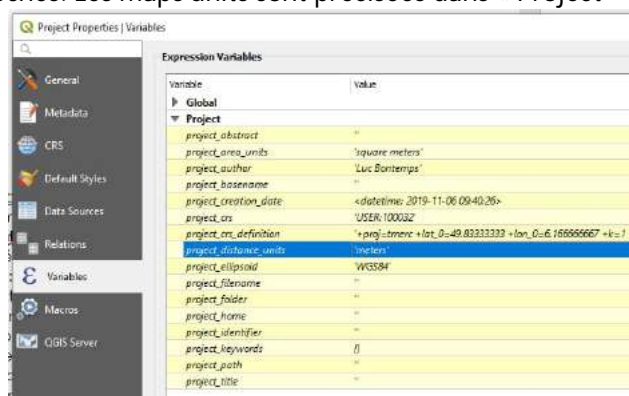 Project Properties | Variables
General
Metadata
CRS
Default Styles
Data Sources
Relations
Variables
Macros
QGIS Server
Expression Variables
Variable Value
Global
Project
project_abstract ''
project_area_units 'square meters'
project_author 'Luc Bontemps'
project_basename ''
project_creation_date <datetime: 2019-11-06 09:40:26>
project_crs 'USER:100032'
project_crs_definition '+proj=tmerc +lat_0=49.83333333 +lon_0=6.166666667 +k=1
project_distance_units 'meters'
project_ellipsoid 'WGS84'
project_filename ''
project_folder ''
project_home ''
project_identifier ''
project_keywords {}
project_path ''
project_title ''